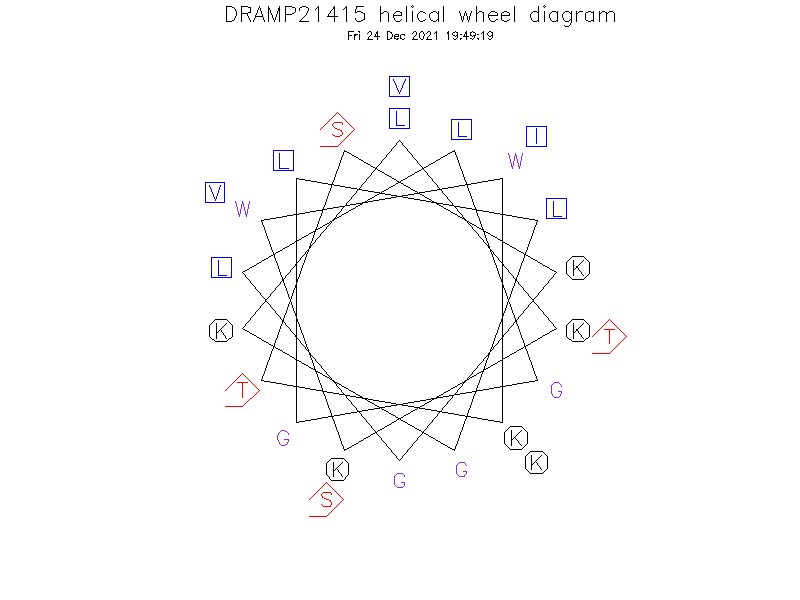 DRAMP21415 helical wheel diagram
Fri 24 Dec 2021 19:49:19
V
S L L I
L W
V W L
L K
K K T
T G
G K
K G G K
S